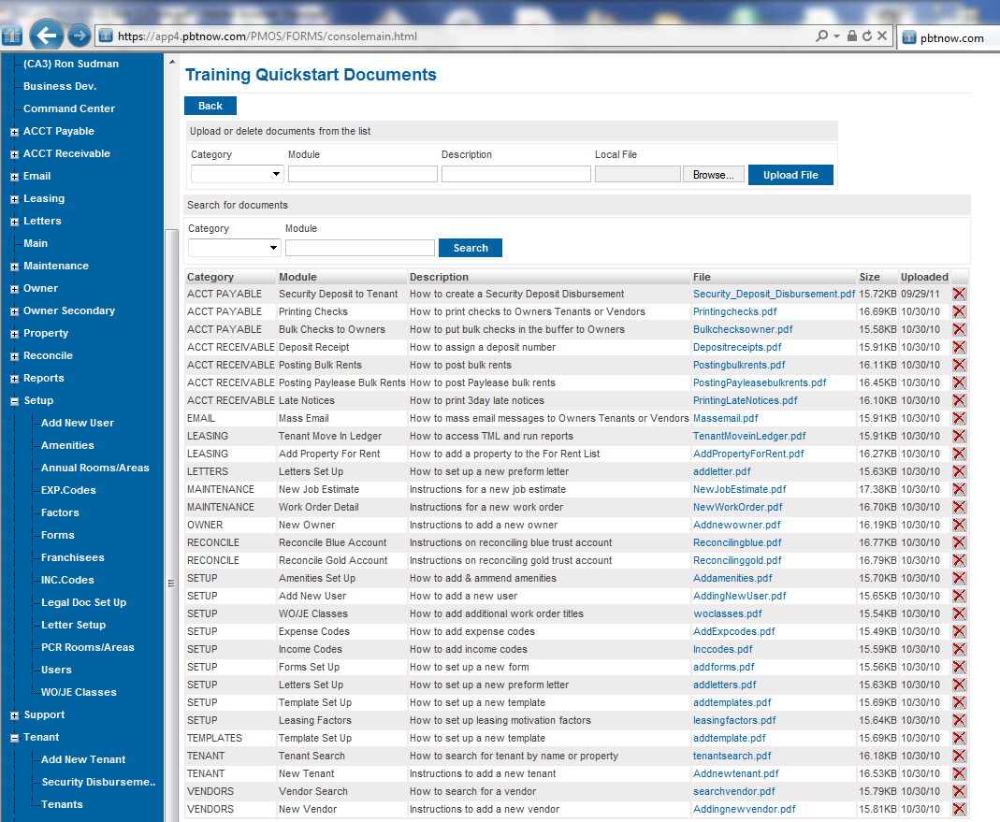 https://app4.pbtnow.com/PMOS/FORMS/consolemain.html
pbtnow.com
(CA3) Ron Sudman
Business Dev.
Command Center
ACCT Payable
ACCT Receivable
Email
Leasing
Letters
Main
Maintenance
Owner
Owner Secondary
Property
Reconcile
Reports
Setup
Add New User
Amenities
Annual Rooms/Areas
EXP.Codes
Factors
Forms
Franchisees
INC.Codes
Legal Doc Set Up
Letter Setup
PCR Rooms/Areas
Users
WO/JE Classes
Support
Tenant
Add New Tenant
Security Disburseme..
Tenants
Training Quickstart Documents
Back
Upload or delete documents from the list
Category Module Description Local File
Browse... Upload File
Search for documents
Category Module
Search
Category Module Description File Size Uploaded
ACCT PAYABLE Security Deposit to Tenant How to create a Security Deposit Disbursement Security_Deposit_Disbursement.pdf 15.72KB 09/29/11
ACCT PAYABLE Printing Checks How to print checks to Owners Tenants or Vendors Printingchecks.pdf 16.69KB 10/30/10
ACCT PAYABLE Bulk Checks to Owners How to put bulk checks in the buffer to Owners Bulkchecksowner.pdf 15.58KB 10/30/10
ACCT RECEIVABLE Deposit Receipt How to assign a deposit number Depositreceipts.pdf 15.91KB 10/30/10
ACCT RECEIVABLE Posting Bulk Rents How to post bulk rents Postingbulkrents.pdf 16.11KB 10/30/10
ACCT RECEIVABLE Posting Paylease Bulk Rents How to post Paylease bulk rents PostingPayleasebulkrents.pdf 16.45KB 10/30/10
ACCT RECEIVABLE Late Notices How to print 3day late notices PrintingLateNotices.pdf 16.10KB 10/30/10
EMAIL Mass Email How to mass email messages to Owners Tenants or Vendors Massemail.pdf 15.91KB 10/30/10
LEASING Tenant Move In Ledger How to access TML and run reports TenantMoveinLedger.pdf 15.91KB 10/30/10
LEASING Add Property For Rent How to add a property to the For Rent List AddPropertyForRent.pdf 16.27KB 10/30/10
LETTERS Letters Set Up How to set up a new preform letter addletter.pdf 15.63KB 10/30/10
MAINTENANCE New Job Estimate Instructions for a new job estimate NewJobEstimate.pdf 17.38KB 10/30/10
MAINTENANCE Work Order Detail Instructions for a new work order NewWorkOrder.pdf 16.70KB 10/30/10
OWNER New Owner Instructions to add a new owner Addnewowner.pdf 16.19KB 10/30/10
RECONCILE Reconcile Blue Account Instructions on reconciling blue trust account Reconcilingblue.pdf 16.77KB 10/30/10
RECONCILE Reconcile Gold Account Instructions on reconciling gold trust account Reconcilinggold.pdf 16.79KB 10/30/10
SETUP Amenities Set Up How to add & ammend amenities Addamenities.pdf 15.70KB 10/30/10
SETUP Add New User How to add a new user AddingNewUser.pdf 15.65KB 10/30/10
SETUP WO/JE Classes How to add additional work order titles woclasses.pdf 15.54KB 10/30/10
SETUP Expense Codes How to add expense codes AddExpcodes.pdf 15.49KB 10/30/10
SETUP Income Codes How to add income codes Inccodes.pdf 15.59KB 10/30/10
SETUP Forms Set Up How to set up a new form addforms.pdf 15.56KB 10/30/10
SETUP Letters Set Up How to set up a new preform letter addletters.pdf 15.63KB 10/30/10
SETUP Template Set Up How to set up a new template addtemplates.pdf 15.69KB 10/30/10
SETUP Leasing Factors How to set up leasing motivation factors leasingfactors.pdf 15.64KB 10/30/10
TEMPLATES Template Set Up How to set up a new template addtemplate.pdf 15.69KB 10/30/10
TENANT Tenant Search How to search for tenant by name or property tenantsearch.pdf 16.18KB 10/30/10
TENANT New Tenant Instructions to add a new tenant Addnewtenant.pdf 16.53KB 10/30/10
VENDORS Vendor Search How to search for a vendor searchvendor.pdf 15.79KB 10/30/10
VENDORS New Vendor Instructions to add a new vendor Addingnewvendor.pdf 15.81KB 10/30/10